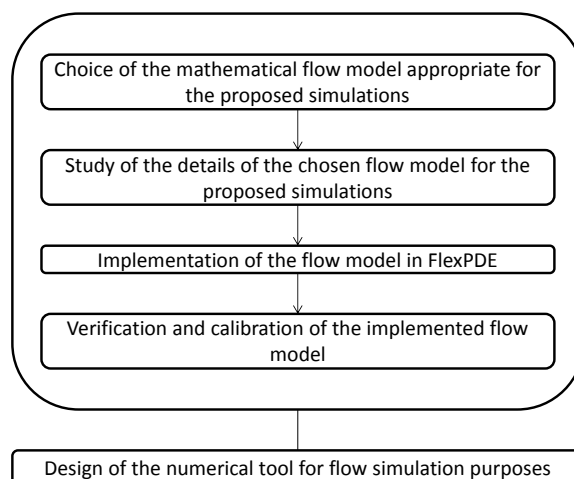 Choice of the mathematical flow model appropriate for
the proposed simulations
Study of the details of the chosen flow model for the
proposed simulations
Implementation of the flow model in FlexPDE
Verification and calibration of the implemented flow
model
Design of the numerical tool for flow simulation purposes